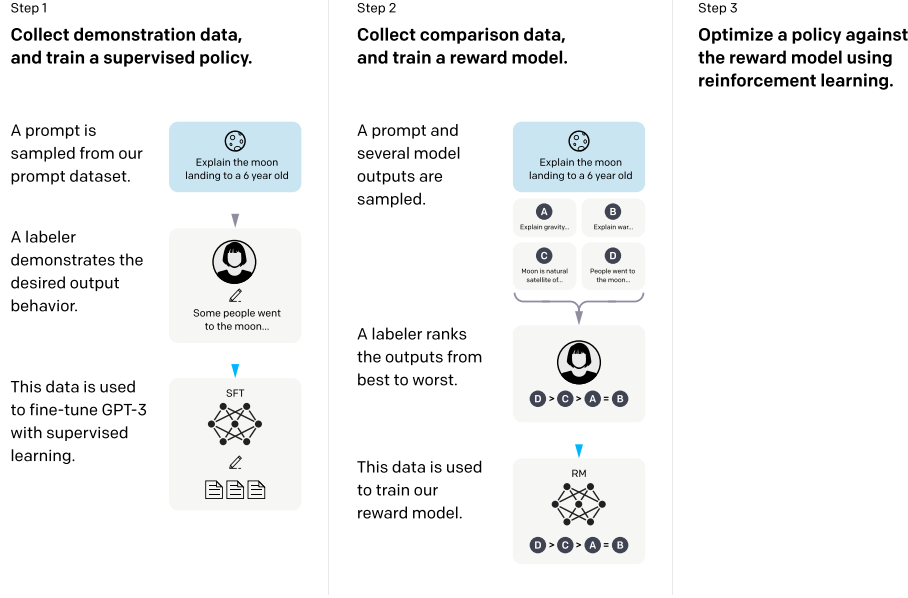 Step 1
Collect demonstration data,
and train a supervised policy.
A prompt is
sampled from our
prompt dataset.
Explain the moon
landing to a 6 year old
A labeler
demonstrates the
desired output
behavior.
Some people went
to the moon...
This data is used
to fine-tune GPT-3
with supervised
learning.
SFT
Step 2
Collect comparison data,
and train a reward model.
A prompt and
several model
outputs are
sampled.
Explain the moon
landing to a 6 year old
A
Explain gravity...
B
Explain war...
C
Moon is natural
satellite of...
D
People went to
the moon...
A labeler ranks
the outputs from
best to worst.
D > C > A = B
This data is used
to train our
reward model.
RM
D > C > A = B
Step 3
Optimize a policy against
the reward model using
reinforcement learning.